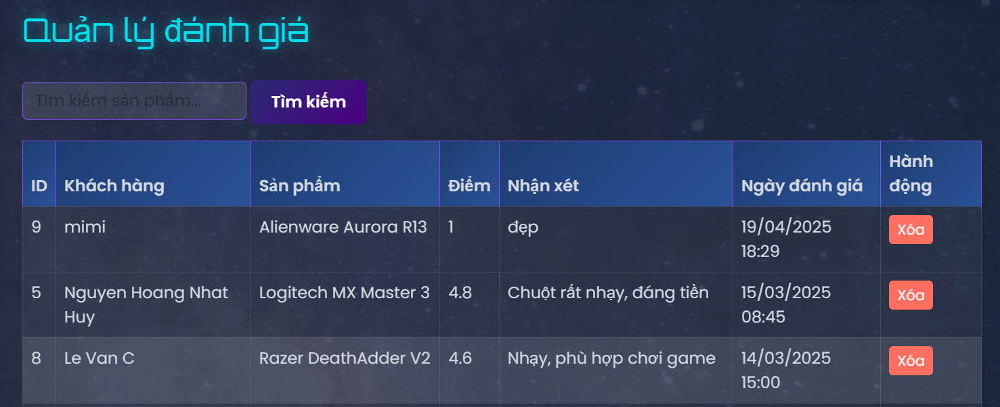 Quản lý đánh giá
Tìm kiếm sản phẩm...
Tìm kiếm
ID Khách hàng Sản phẩm Điểm Nhận xét Ngày đánh giá Hành động
9 mimi Alienware Aurora R13 1 đẹp 19/04/2025 18:29 Xóa
5 Nguyen Hoang Nhat Huy Logitech MX Master 3 4.8 Chuột rất nhạy, đáng tiền 15/03/2025 08:45 Xóa
8 Le Van C Razer DeathAdder V2 4.6 Nhạy, phù hợp chơi game 14/03/2025 15:00 Xóa